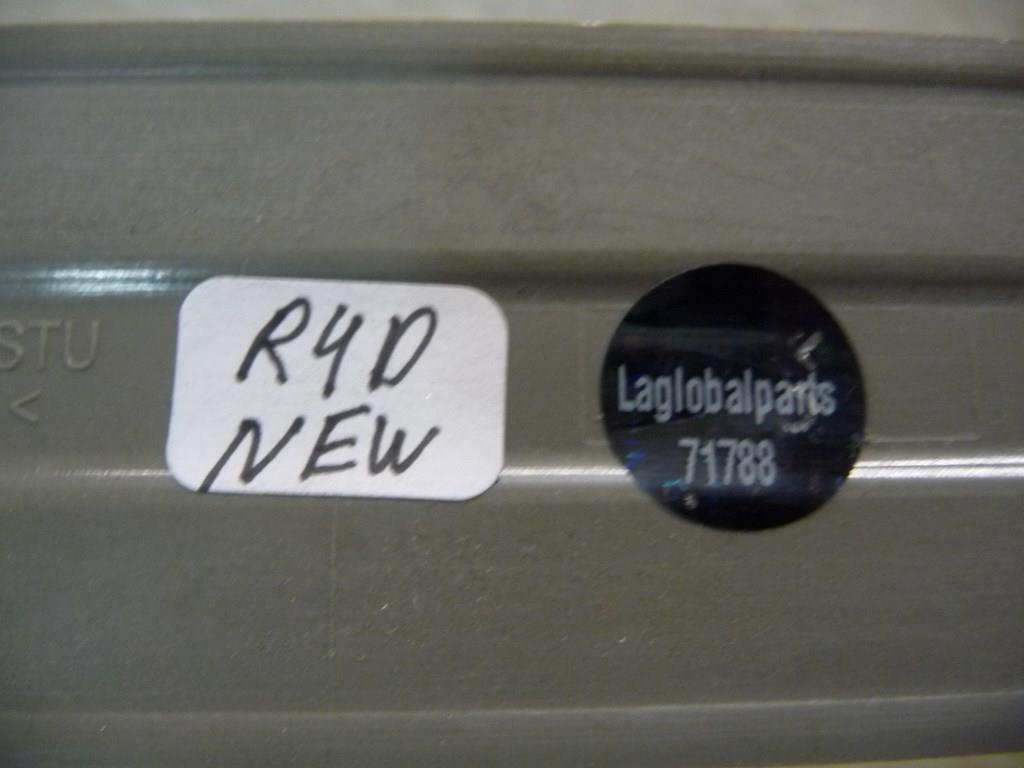 STU
<
R4D
NEW
Laglobalparts
71788